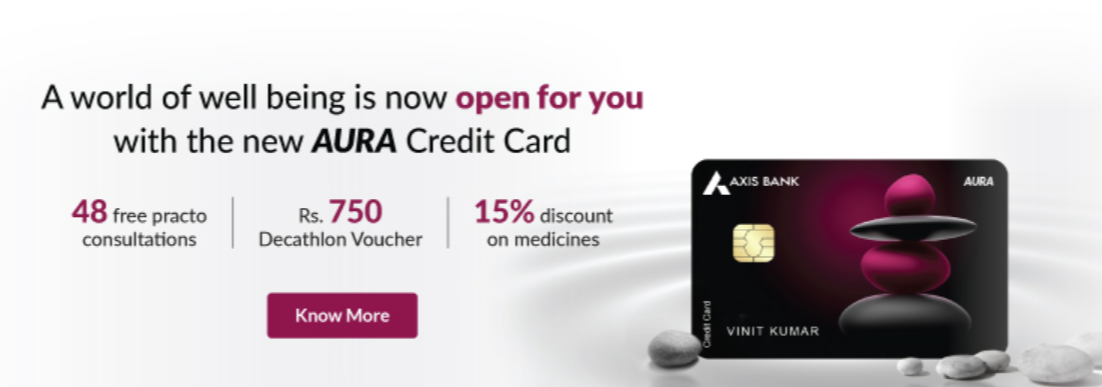 A world of well being is now open for you
with the new AURA Credit Card
48 free practo
consultations
Rs. 750
Decathlon Voucher
15% discount
on medicines
Know More
AXIS BANK
AURA
Credit Card
VINIT KUMAR